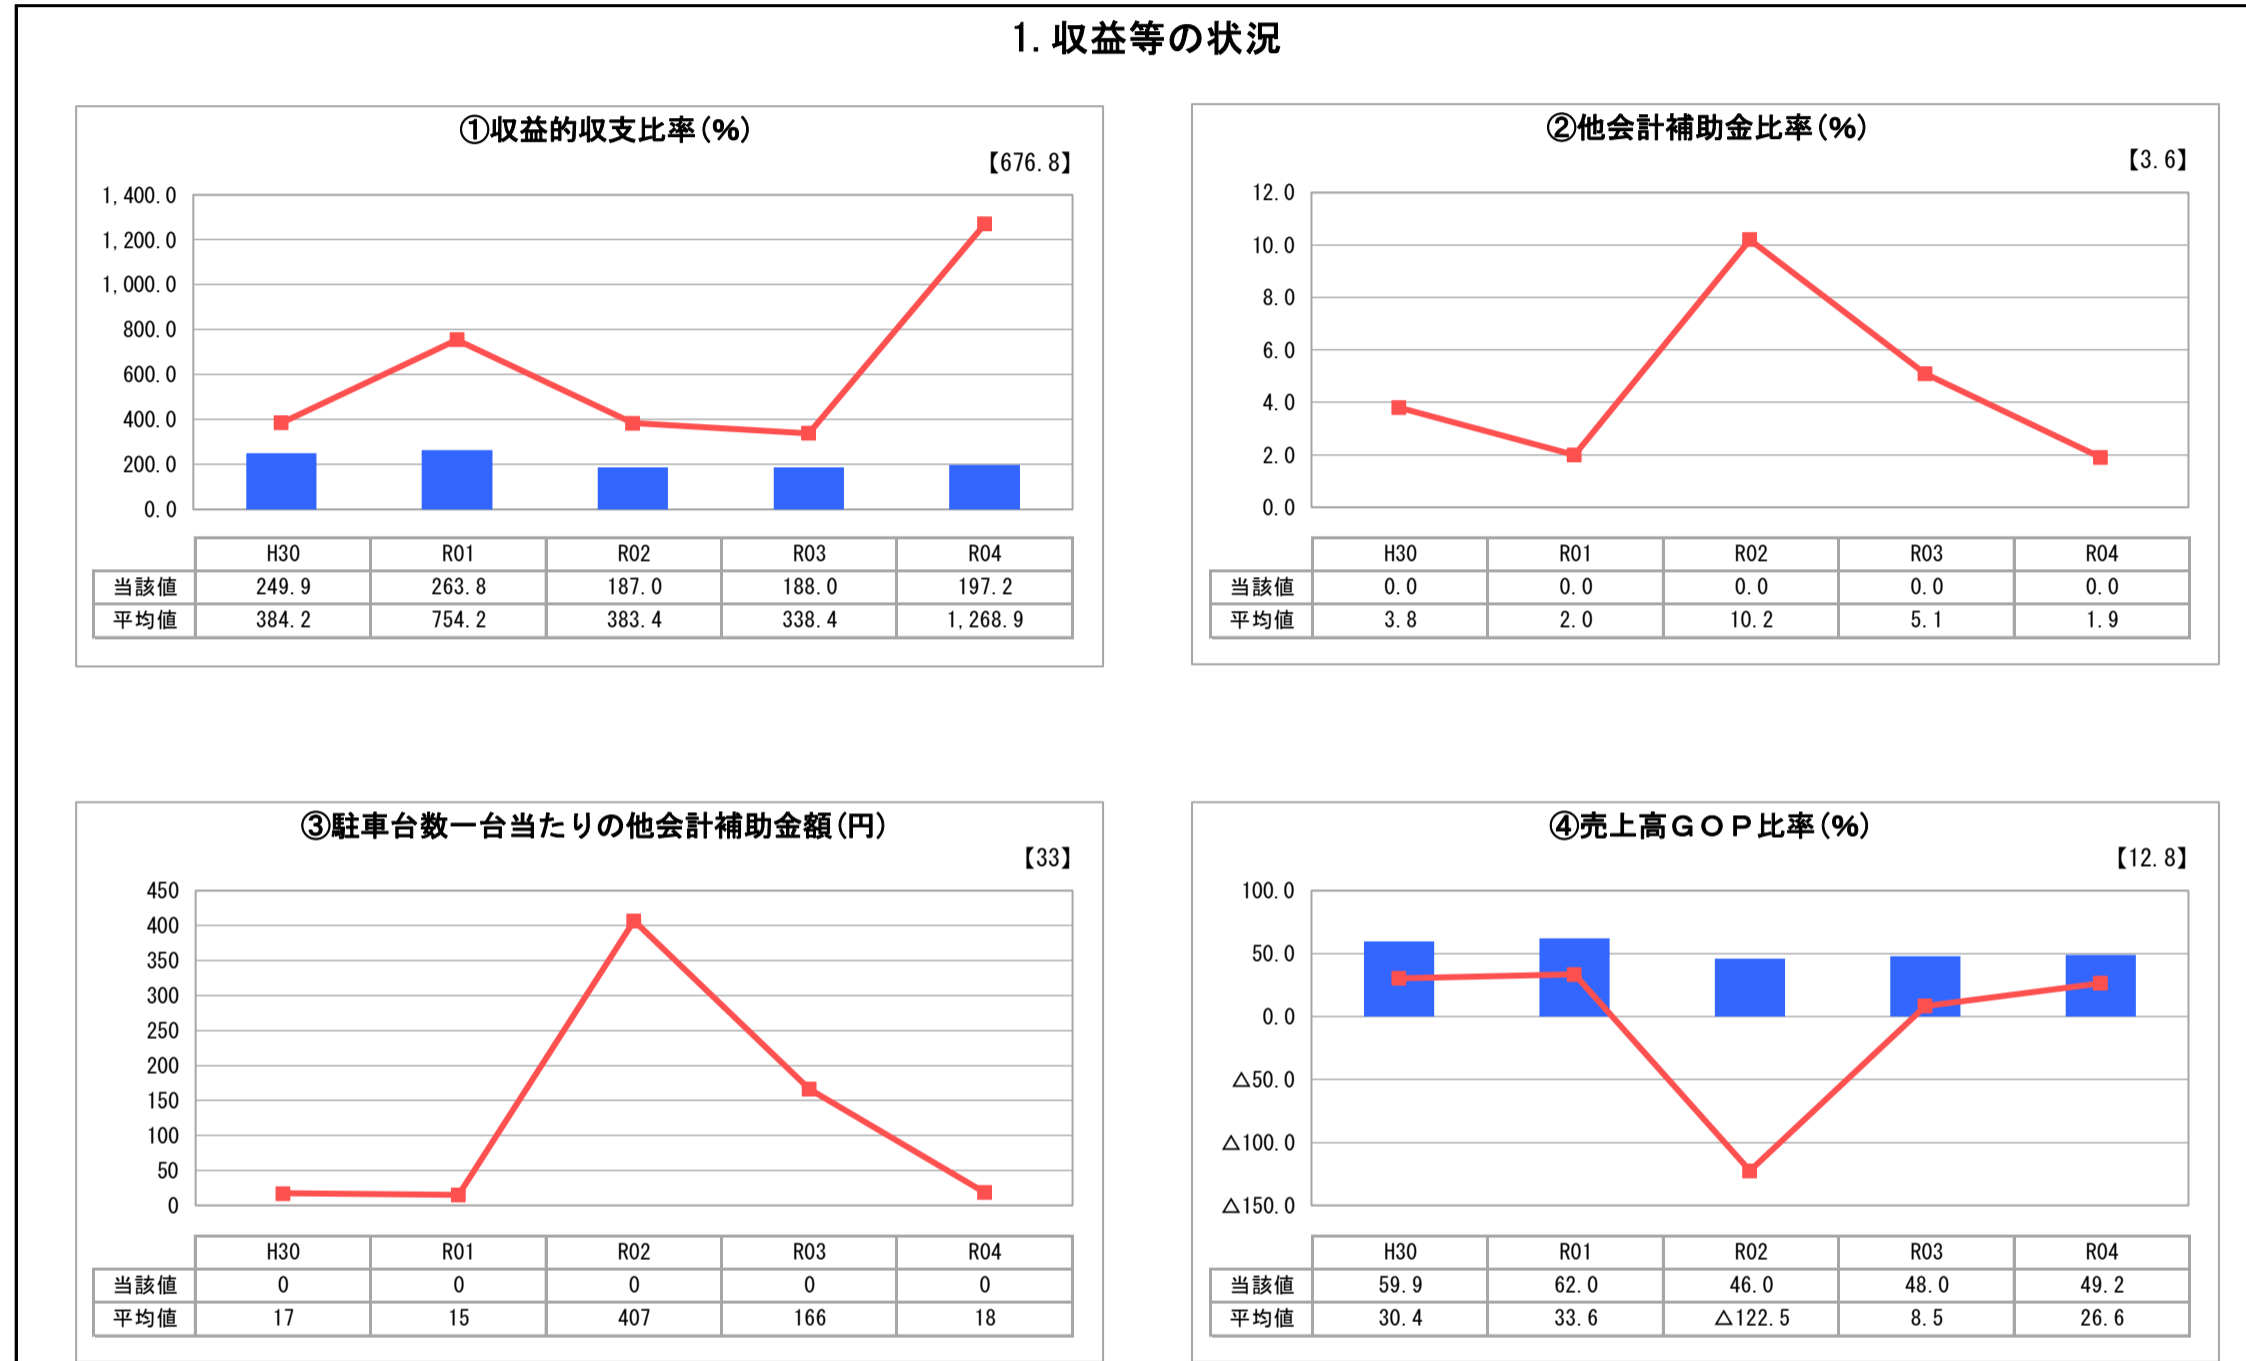 1. 収益等の状況
①収益的収支比率(%)
【676.8】
1,400.0
1,200.0
1,000.0
800.0
600.0
400.0
200.0
0.0
H30 R01 R02 R03 R04
当該値 249.9 263.8 187.0 188.0 197.2
平均値 384.2 754.2 383.4 338.4 1,268.9
②他会計補助金比率(%)
【3.6】
12.0
10.0
8.0
6.0
4.0
2.0
0.0
H30 R01 R02 R03 R04
当該値 0.0 0.0 0.0 0.0 0.0
平均値 3.8 2.0 10.2 5.1 1.9
③駐車台数一台当たりの他会計補助金額(円)
【33】
450
400
350
300
250
200
150
100
50
0
H30 R01 R02 R03 R04
当該値 0 0 0 0 0
平均値 17 15 407 166 18
④売上高ＧＯＰ比率(%)
【12.8】
100.0
50.0
0.0
△50.0
△100.0
△150.0
H30 R01 R02 R03 R04
当該値 59.9 62.0 46.0 48.0 49.2
平均値 30.4 33.6 △122.5 8.5 26.6